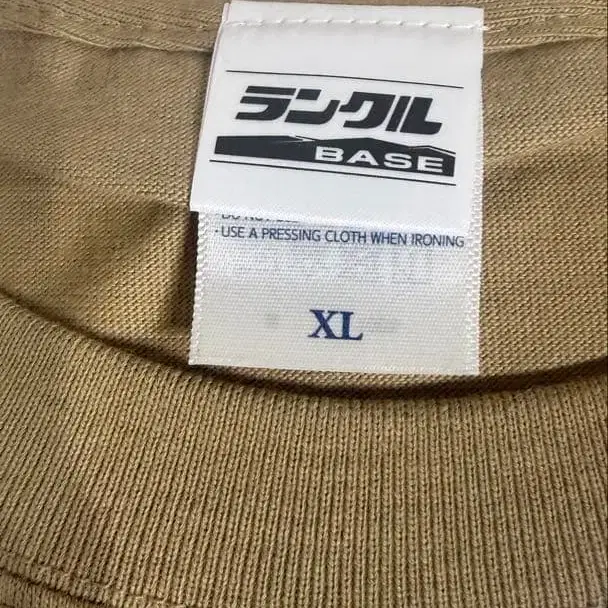 ランクル
BASE
· USE A PRESSING CLOTH WHEN IRONING
XL